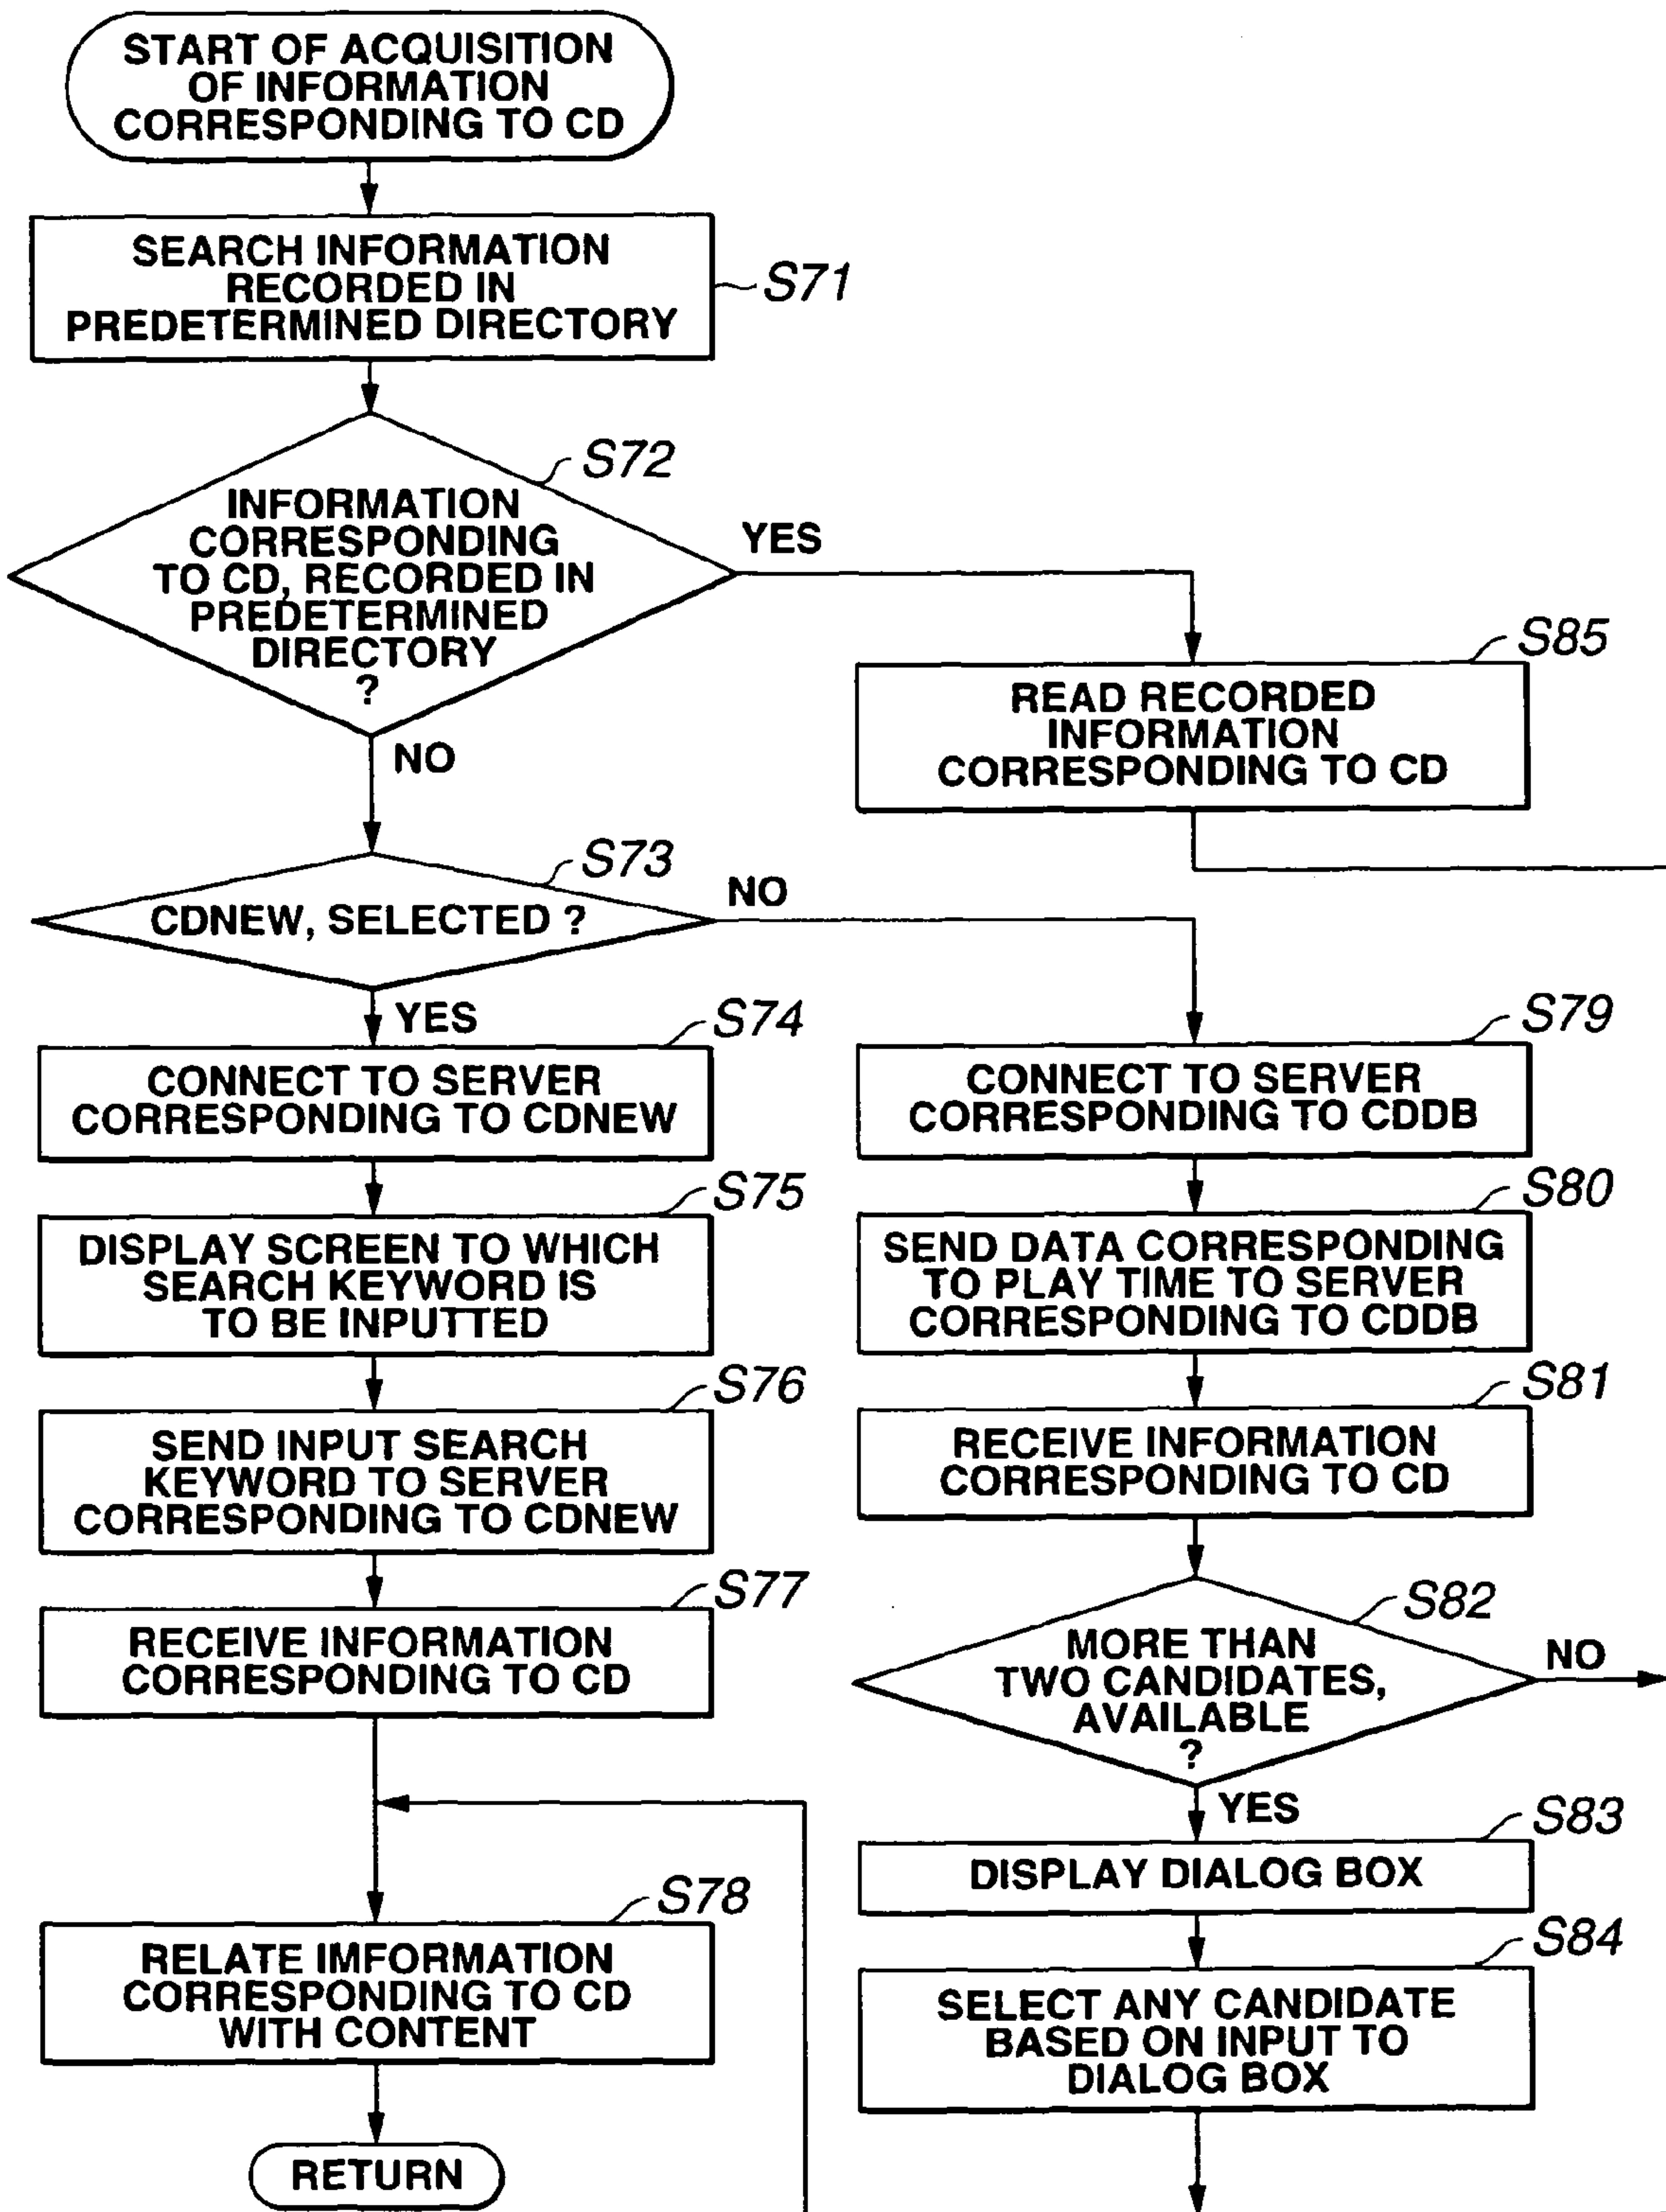 START OF ACQUISITION
OF INFORMATION
CORRESPONDING TO CD
SEARCH INFORMATION
RECORDED IN
PREDETERMINED DIRECTORY
S71
S72
INFORMATION
CORRESPONDING
TO CD, RECORDED IN
PREDETERMINED
DIRECTORY
?
YES
NO
S85
READ RECORDED
INFORMATION
CORRESPONDING TO CD
S73
CDNEW, SELECTED ?
NO
YES
S74
CONNECT TO SERVER
CORRESPONDING TO CDNEW
S75
DISPLAY SCREEN TO WHICH
SEARCH KEYWORD IS
TO BE INPUTTED
S76
SEND INPUT SEARCH
KEYWORD TO SERVER
CORRESPONDING TO CDNEW
S77
RECEIVE INFORMATION
CORRESPONDING TO CD
S78
RELATE IMFORMATION
CORRESPONDING TO CD
WITH CONTENT
RETURN
S79
CONNECT TO SERVER
CORRESPONDING TO CDDB
S80
SEND DATA CORRESPONDING
TO PLAY TIME TO SERVER
CORRESPONDING TO CDDB
S81
RECEIVE INFORMATION
CORRESPONDING TO CD
S82
MORE THAN
TWO CANDIDATES,
AVAILABLE
?
NO
YES
S83
DISPLAY DIALOG BOX
S84
SELECT ANY CANDIDATE
BASED ON INPUT TO
DIALOG BOX